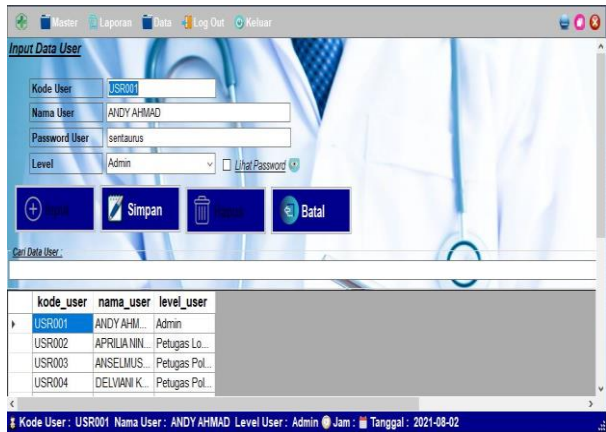 Master Laporan Data Log Out Keluar
Input Data User
Kode User USR001
Nama User ANDY AHMAD
Password User sentaurus
Level Admin Lihat Password
Input Simpan Hapus Batal
Cari Data User :
kode_user nama_user level_user
USR001 ANDY AHM... Admin
USR002 APRILIA NIN... Petugas Lo...
USR003 ANSELMUS... Petugas Pol...
USR004 DELVIANI K... Petugas Pol...
Kode User : USR001 Nama User : ANDY AHMAD Level User : Admin Jam : Tanggal : 2021-08-02